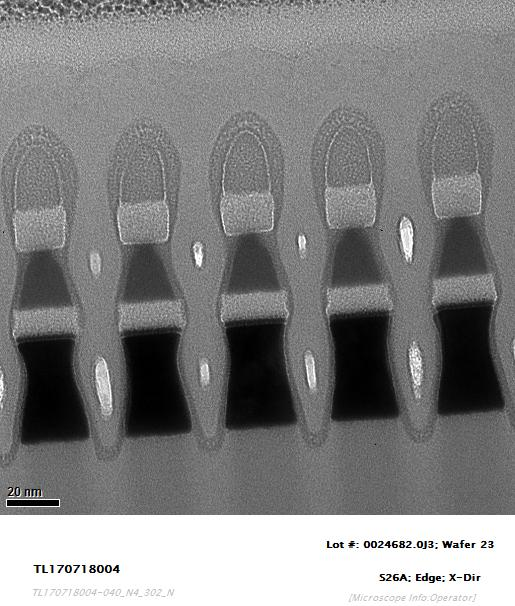 20 nm
Lot #: 0024682.0J3; Wafer 23
TL170718004
S26A; Edge; X-Dir
TL170718004-040_N4_302_N
[Microscope Info:Operator]